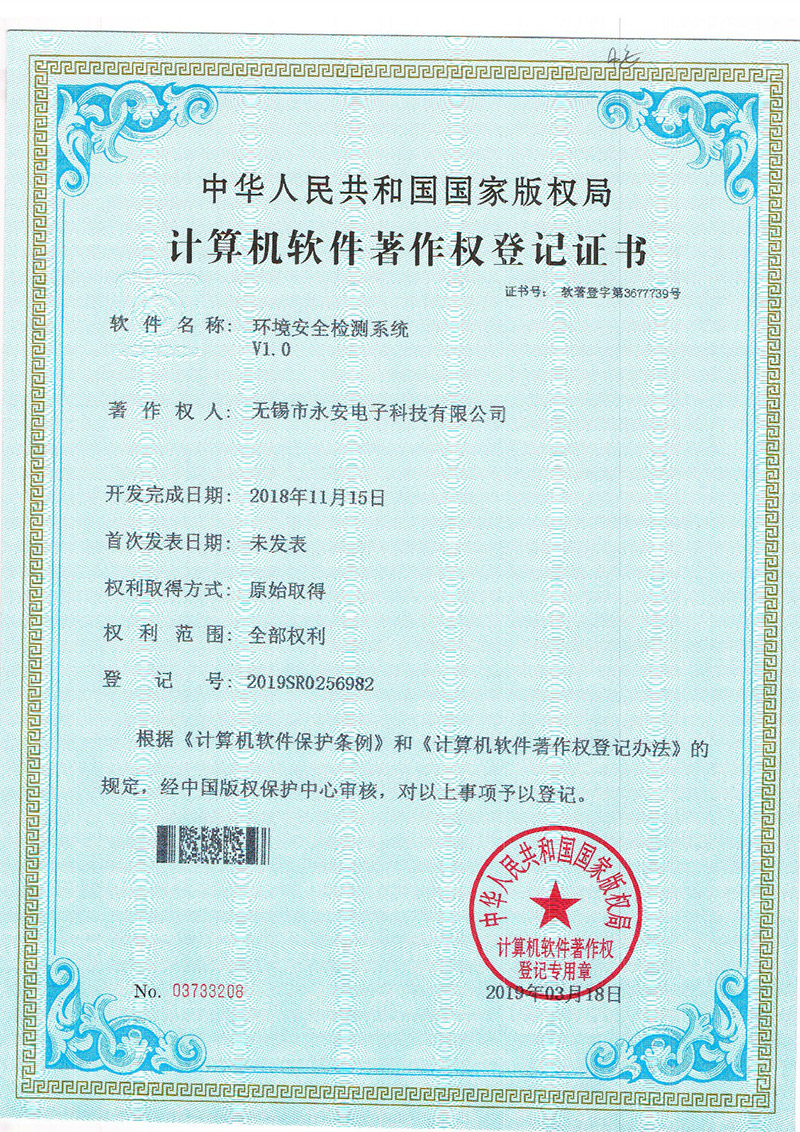 中华人民共和国国家版权局
计算机软件著作权登记证书
证书号： 软著登字第3677739号
软件名称： 环境安全检测系统
V1.0
著作权人： 无锡市永安电子科技有限公司
开发完成日期： 2018年11月15日
首次发表日期： 未发表
权利取得方式： 原始取得
权利范围： 全部权利
登记号： 2019SR0256982
根据《计算机软件保护条例》和《计算机软件著作权登记办法》的
规定，经中国版权保护中心审核，对以上事项予以登记。
中华人民共和国国家版权局
计算机软件著作权
登记专用章
No. 03733208
2019年03月18日